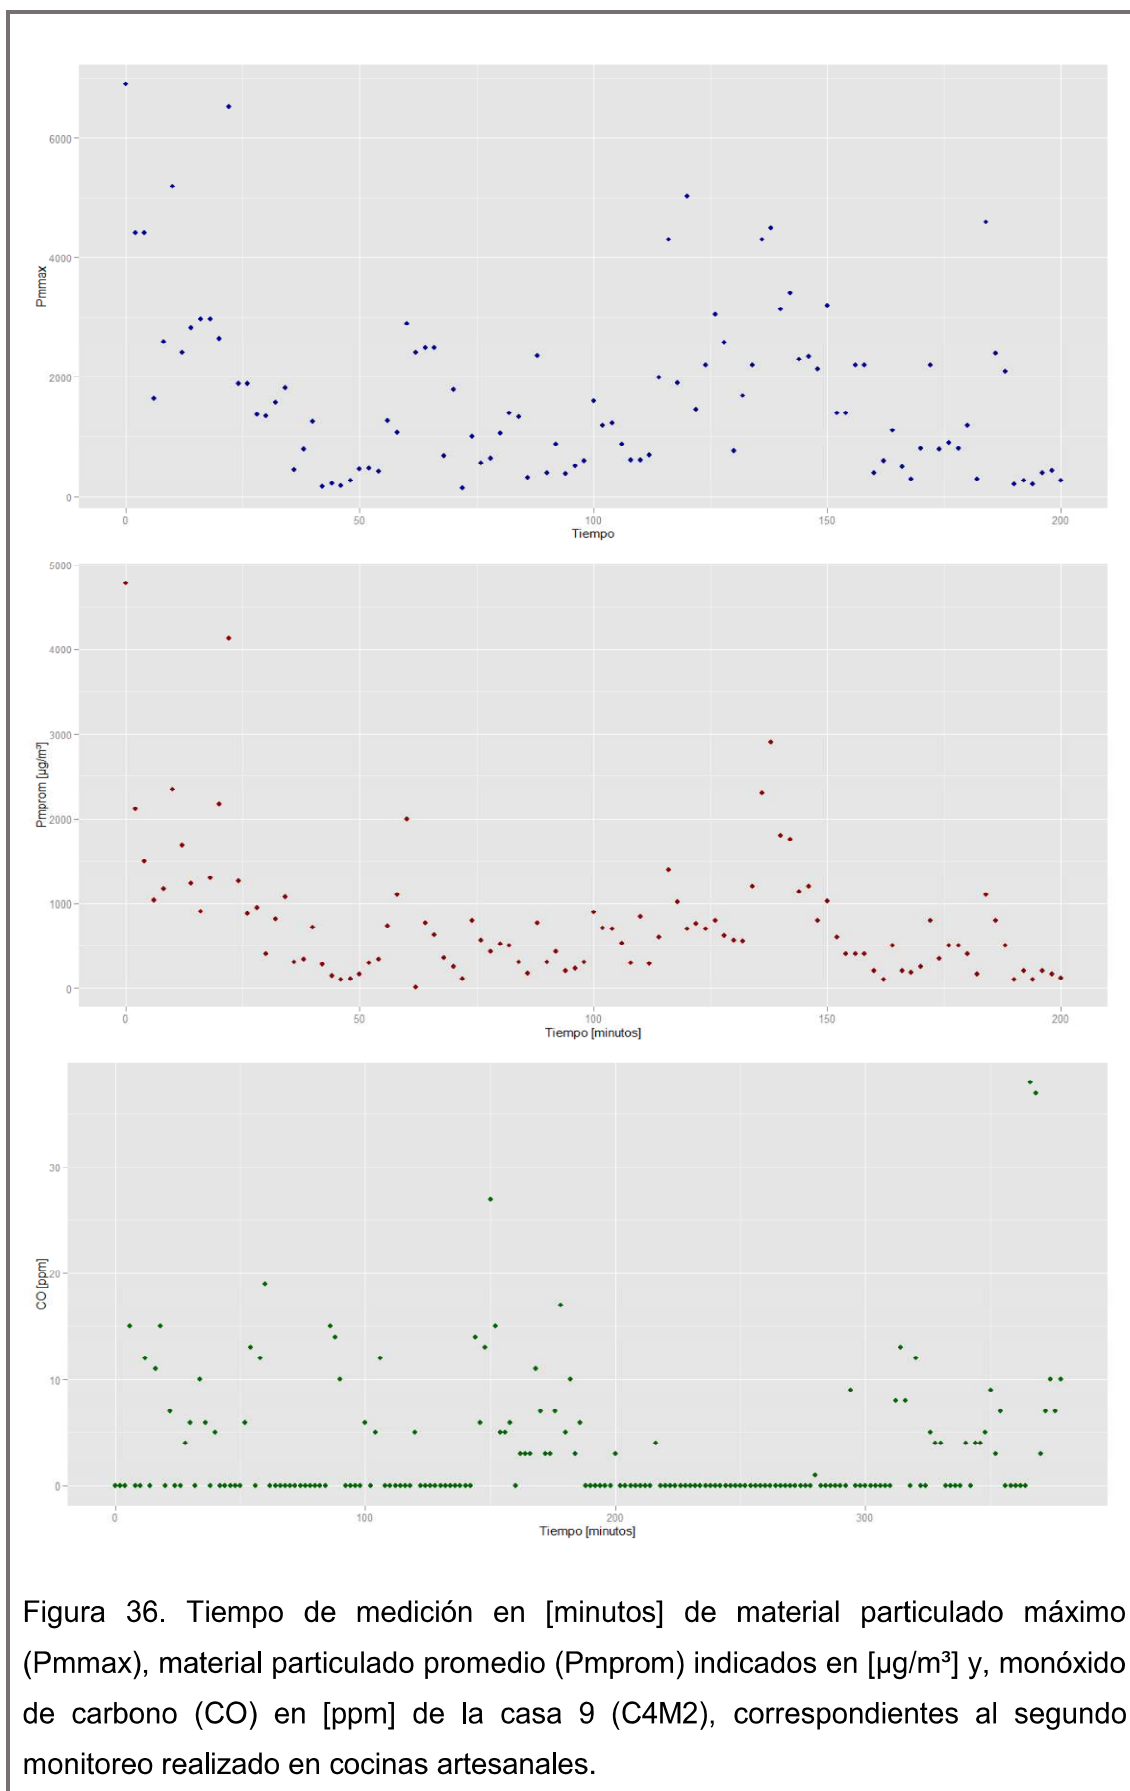 6000
4000
2000
0
Pmmax
0 50 100 150 200
Tiempo
5000
4000
3000
2000
1000
0
Pmprom [µg/m³]
0 50 100 150 200
Tiempo [minutos]
30
20
10
0
CO [ppm]
0 100 200 300
Tiempo [minutos]
Figura 36. Tiempo de medición en [minutos] de material particulado máximo
(Pmmax), material particulado promedio (Pmprom) indicados en [µg/m³] y, monóxido
de carbono (CO) en [ppm] de la casa 9 (C4M2), correspondientes al segundo
monitoreo realizado en cocinas artesanales.